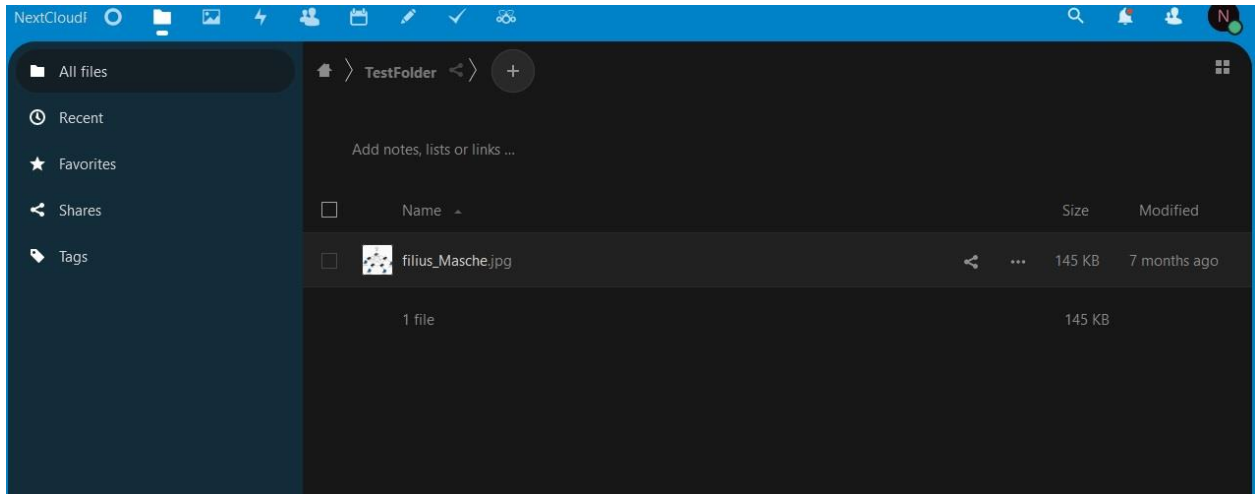 NextCloudP
N
All files
TestFolder
Recent
Add notes, lists or links ...
Favorites
Shares
Name
Size
Modified
Tags
filius_Masche.jpg
145 KB
7 months ago
1 file
145 KB